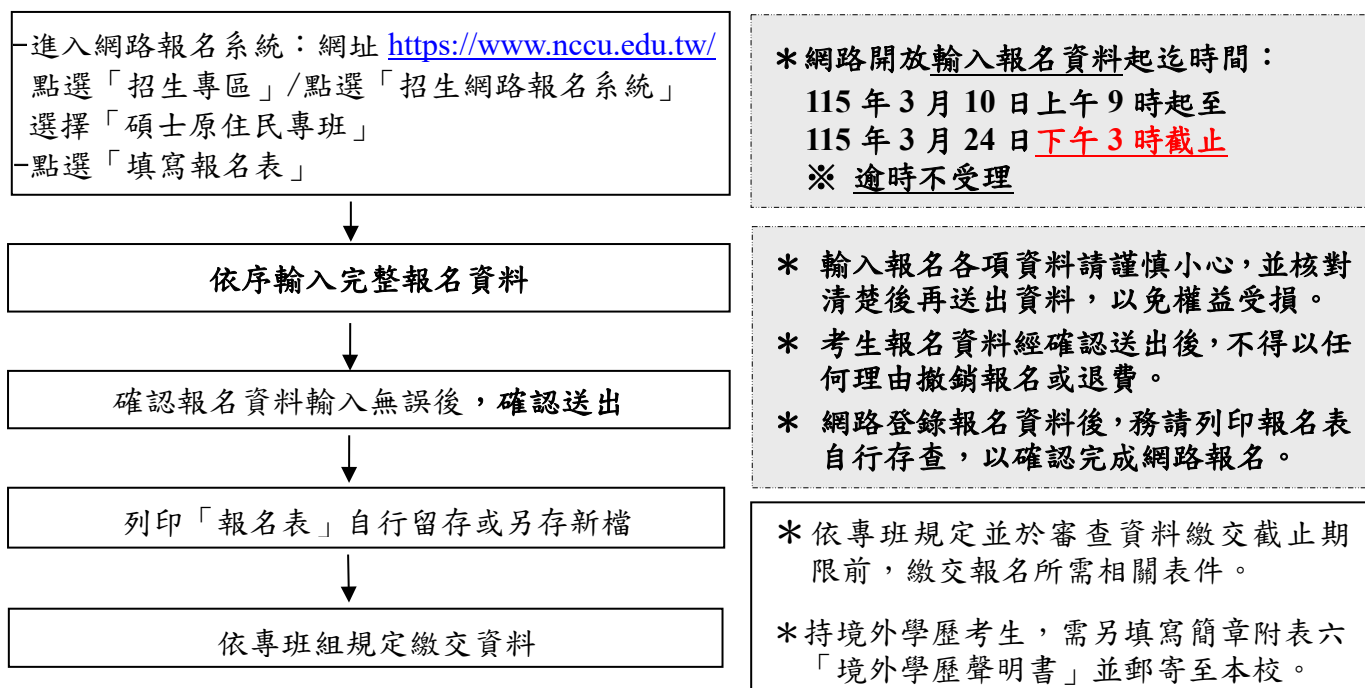 -進入網路報名系統：網址 https://www.nccu.edu.tw/
點選「招生專區」/點選「招生網路報名系統」
選擇「碩士原住民專班」
-點選「填寫報名表」
依序輸入完整報名資料
確認報名資料輸入無誤後，確認送出
列印「報名表」自行留存或另存新檔
依專班組規定繳交資料
＊網路開放輸入報名資料起迄時間：
115 年 3 月 10 日上午 9 時起至
115 年 3 月 24 日下午 3 時截止
※ 逾時不受理
＊ 輸入報名各項資料請謹慎小心，並核對
清楚後再送出資料，以免權益受損。
＊ 考生報名資料經確認送出後，不得以任
何理由撤銷報名或退費。
＊ 網路登錄報名資料後，務請列印報名表
自行存查，以確認完成網路報名。
＊依專班規定並於審查資料繳交截止期
限前，繳交報名所需相關表件。
＊持境外學歷考生，需另填寫簡章附表六
「境外學歷聲明書」並郵寄至本校。